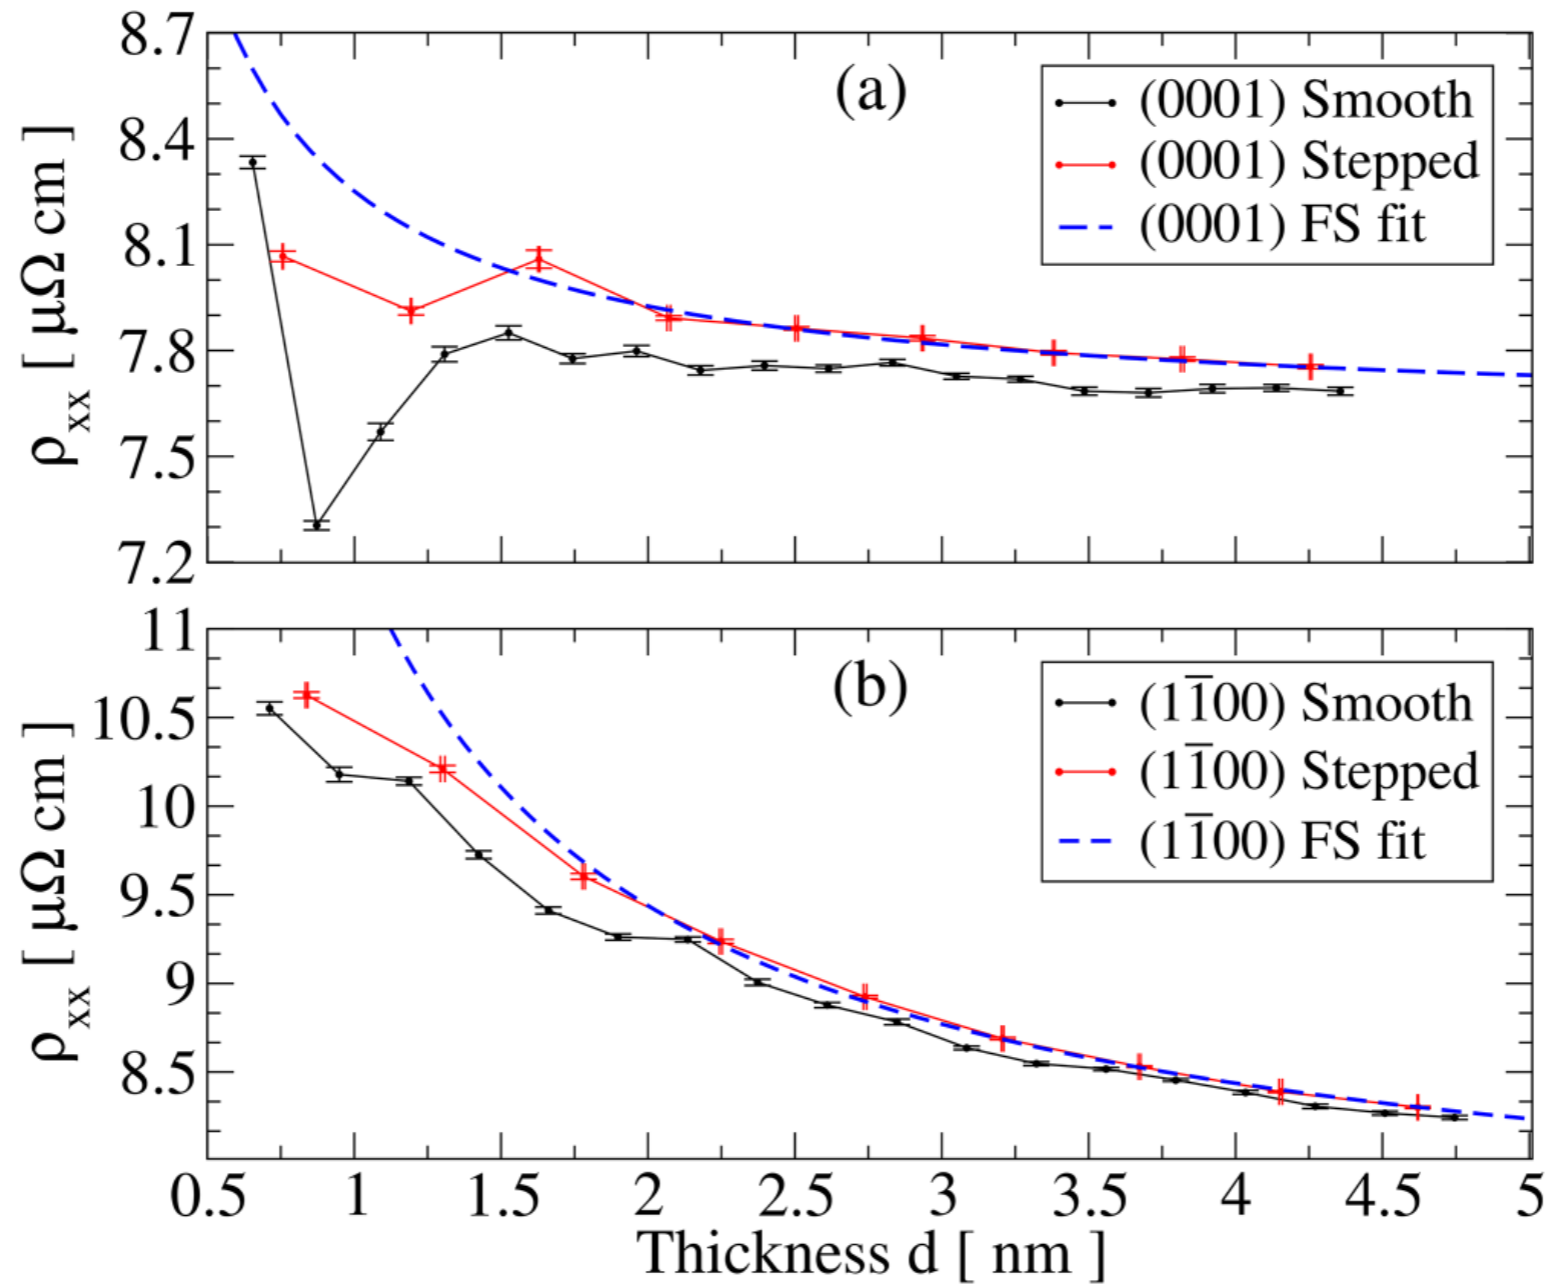 (a)
(0001) Smooth
(0001) Stepped
(0001) FS fit
8.7
8.4
8.1
7.8
7.5
7.2
ρxx [ μΩ cm ]
(b)
(11̅00) Smooth
(11̅00) Stepped
(11̅00) FS fit
11
10.5
10
9.5
9
8.5
ρxx [ μΩ cm ]
0.5 1 1.5 2 2.5 3 3.5 4 4.5 5
Thickness d [ nm ]